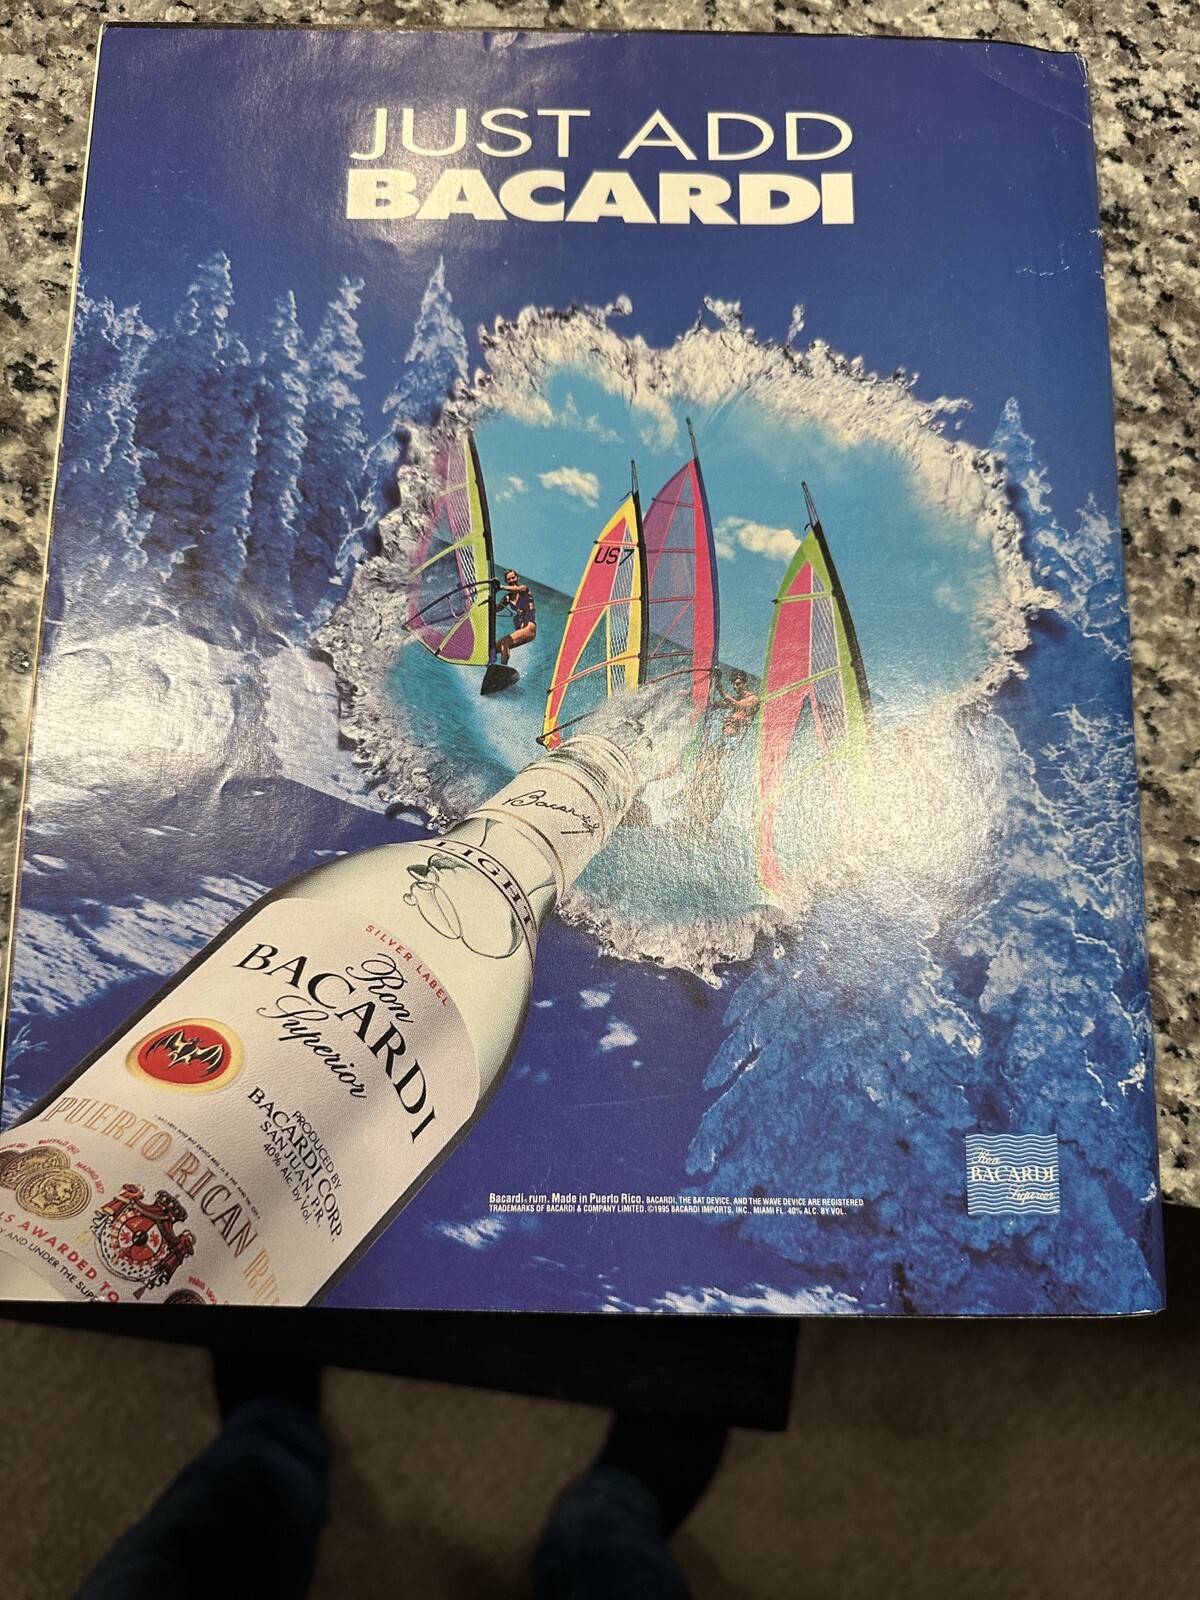 JUST ADD
BACARDI
US7
Bacardi
LIGHT
SILVER LABEL
Ron
BACARDI
Superior
PRODUCED BY
BACARDI CORP.
SAN JUAN, P.R.
40% Alc. by Vol.
PUERTO RICAN
LS AWARDED TO
AND UNDER THE
Bacardi® rum. Made in Puerto Rico. BACARDI, THE BAT DEVICE, AND THE WAVE DEVICE ARE REGISTERED
TRADEMARKS OF BACARDI & COMPANY LIMITED. ©1995 BACARDI IMPORTS, INC., MIAMI FL. 40% ALC. BY VOL.
Ron
BACARDI
Superior